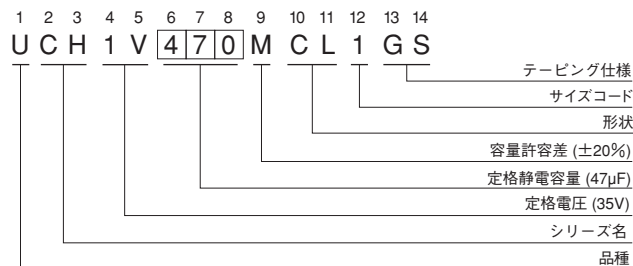 1 2 3 4 5 6 7 8 9 10 11 12 13 14
U C H 1 V 4 7 0 M C L 1 G S
テーピング仕様
サイズコード
形状
容量許容差 (±20%)
定格静電容量 (47µF)
定格電圧 (35V)
シリーズ名
品種